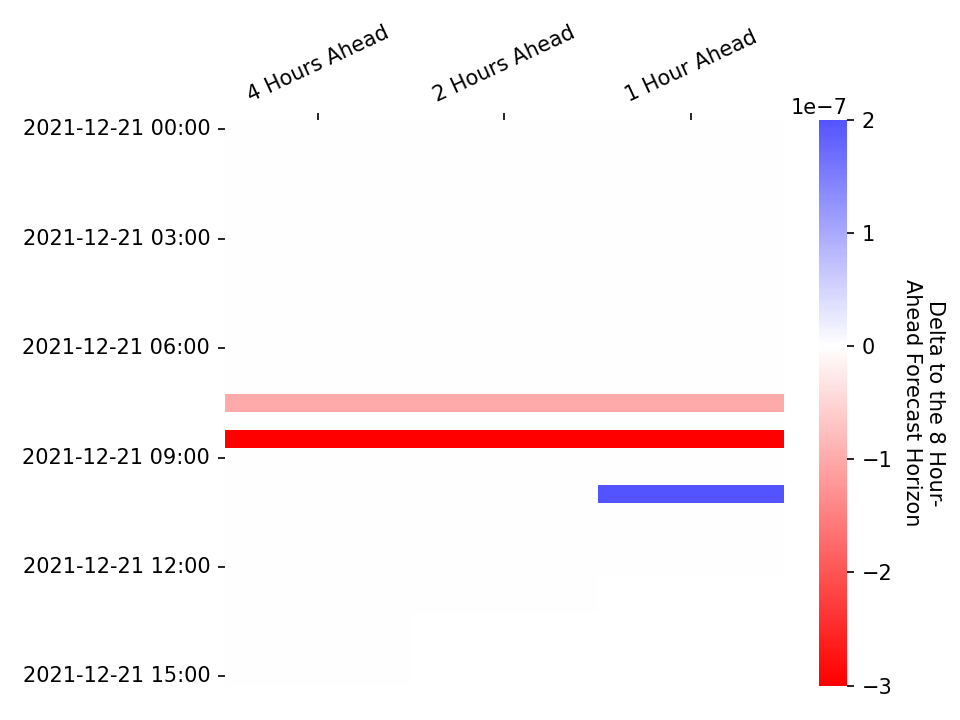 4 Hours Ahead
2 Hours Ahead
1 Hour Ahead
2021-12-21 00:00
2021-12-21 03:00
2021-12-21 06:00
2021-12-21 09:00
2021-12-21 12:00
2021-12-21 15:00
1e−7
2
1
0
−1
−2
−3
Delta to the 8 Hour-
Ahead Forecast Horizon